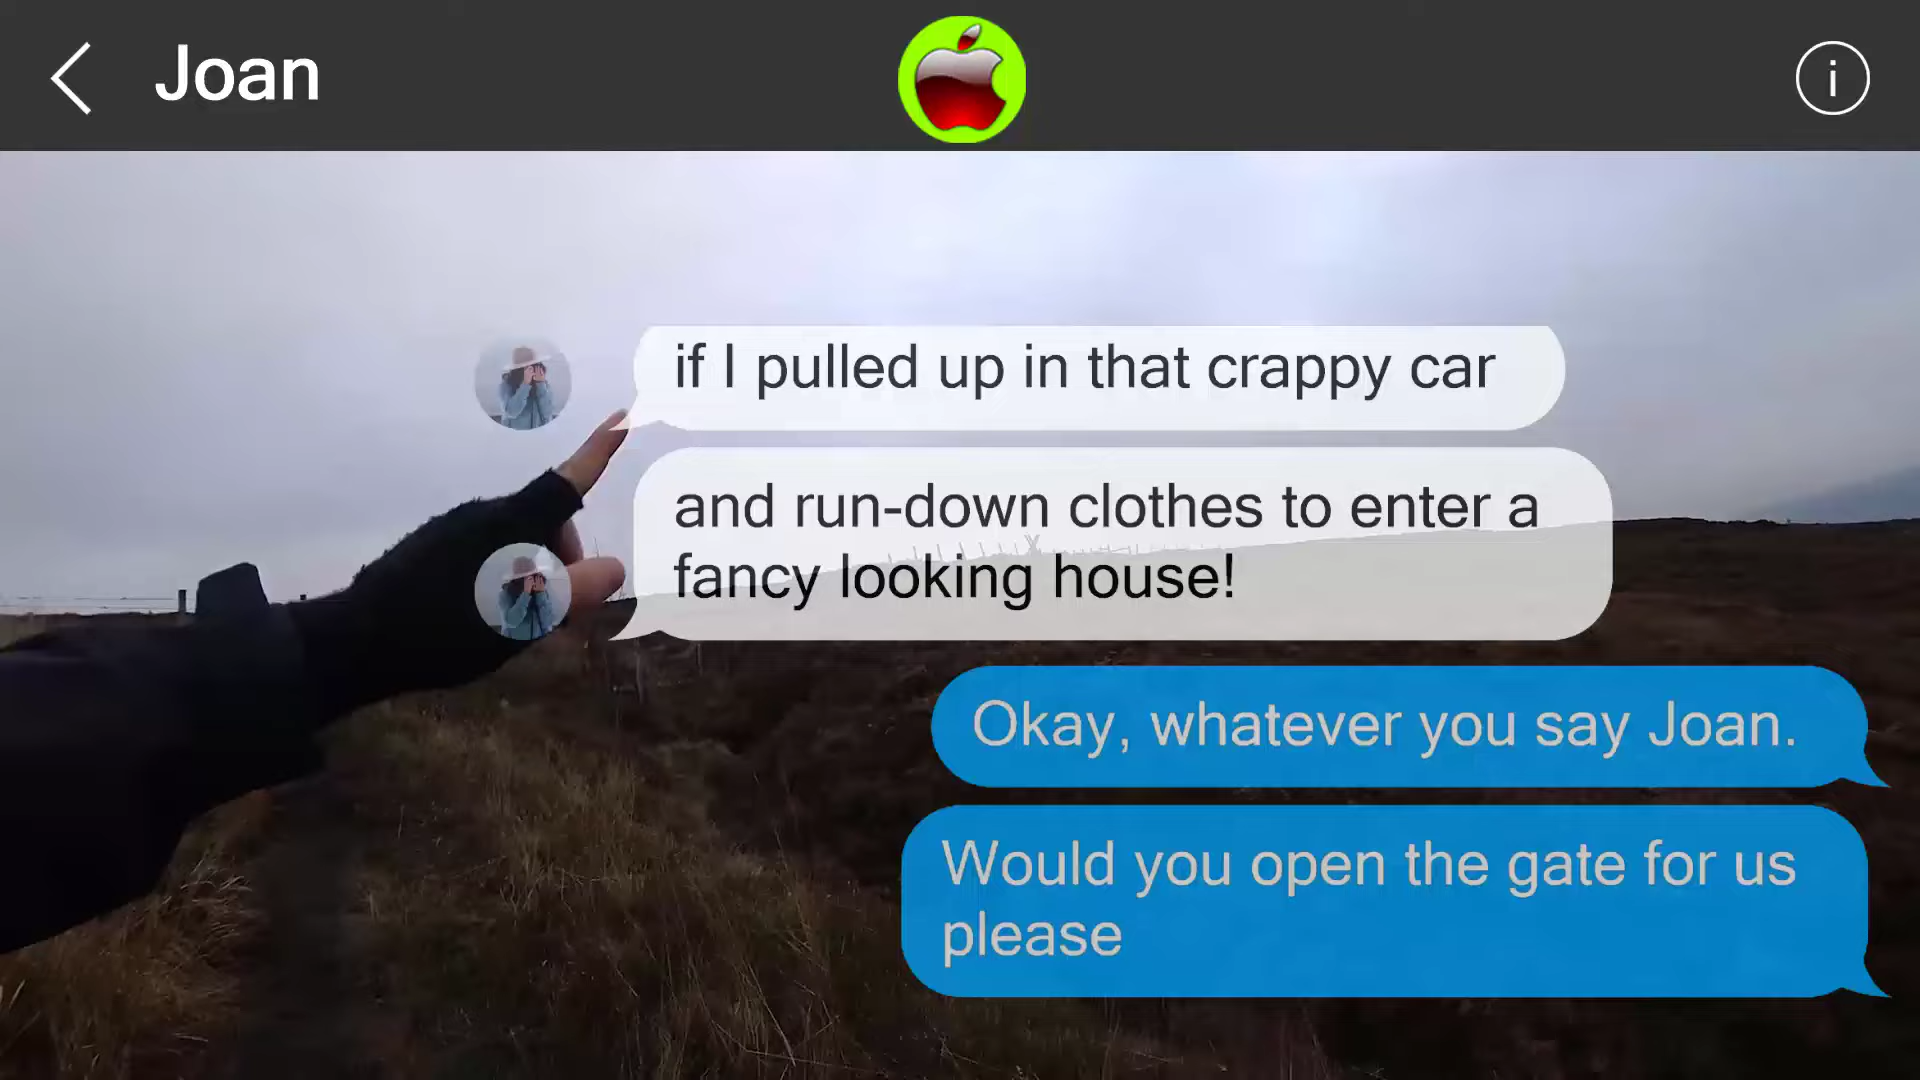 Joan
i
if I pulled up in that crappy car
and run-down clothes to enter a
fancy looking house!
Okay, whatever you say Joan.
Would you open the gate for us
please